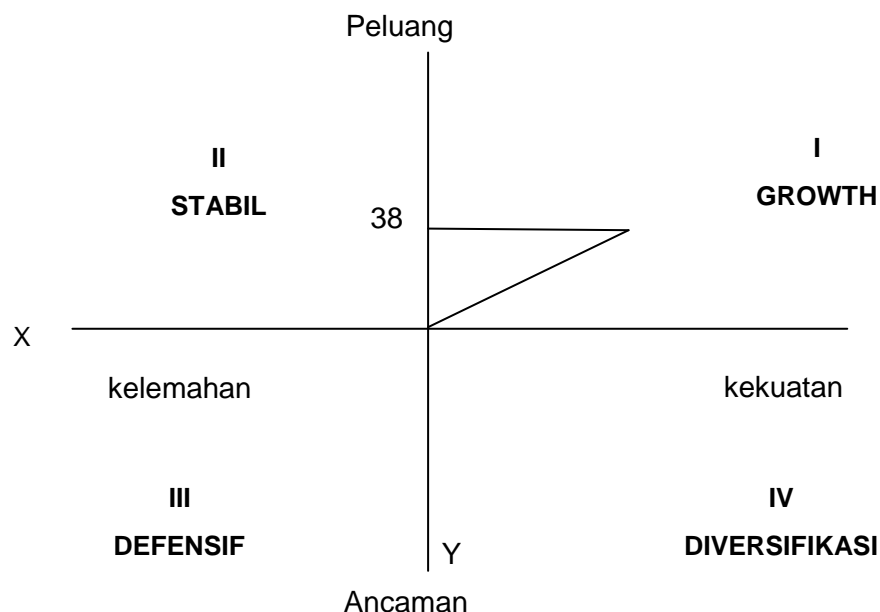 Peluang
II
STABIL
I
GROWTH
38
X
kelemahan
kekuatan
III
DEFENSIF
IV
DIVERSIFIKASI
Y
Ancaman